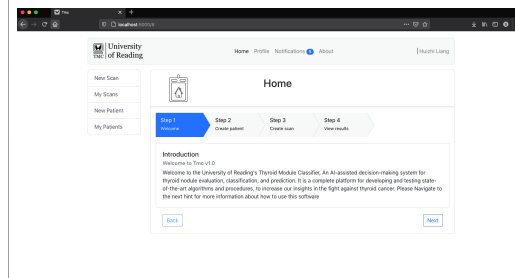 Tmc
localhost:5000/#
University
TMC of Reading
Home Profile Notifications About
Huizhi Liang
New Scan
My Scans
New Patient
My Patients
Home
Step 1
Welcome
Step 2
Create patient
Step 3
Create scan
Step 4
View results
Introduction
Welcome to Tmc v1.0
Welcome to the University of Reading's Thyroid Module Classifier, An AI-assisted decision-making system for
thyroid nodule evaluation, classification, and prediction. It is a complete platform for developing and testing state-
of-the-art algorithms and procedures, to increase our insights in the fight against thyroid cancer. Please Navigate to
the next hint for more information about how to use this software
Back
Next